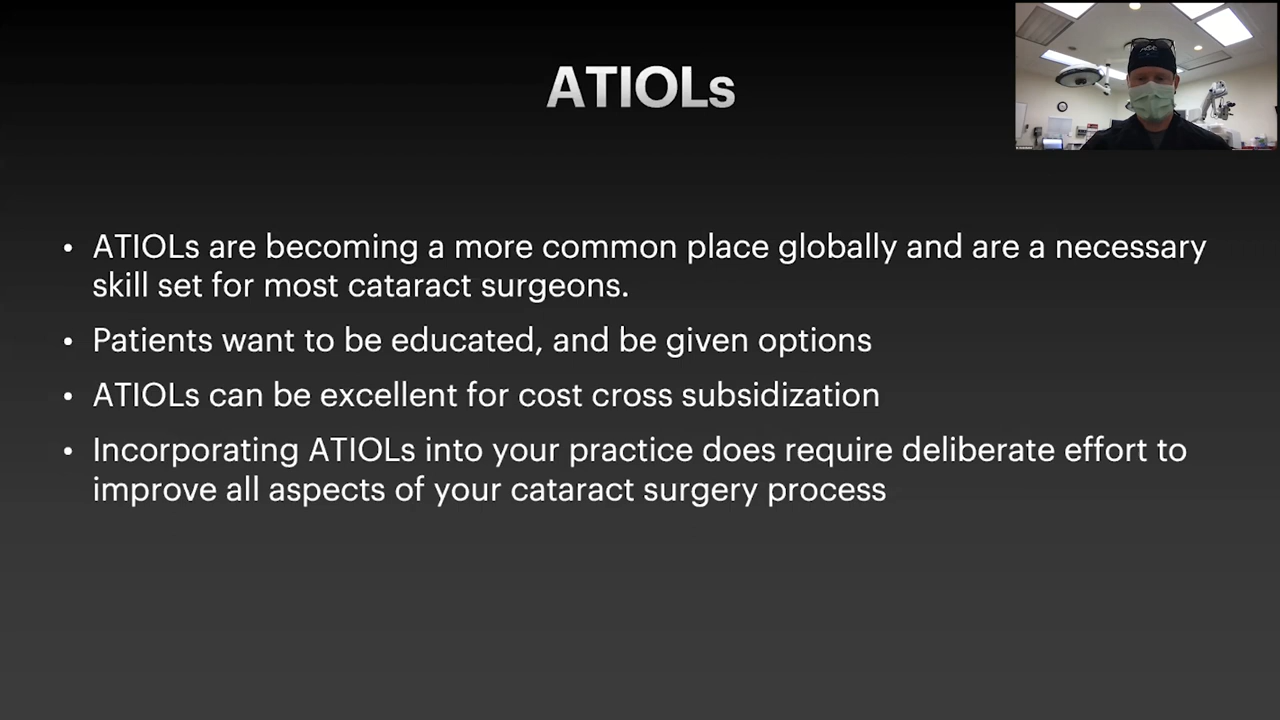 ATIOLs
• ATIOLs are becoming a more common place globally and are a necessary
skill set for most cataract surgeons.
• Patients want to be educated, and be given options
• ATIOLs can be excellent for cost cross subsidization
• Incorporating ATIOLs into your practice does require deliberate effort to
improve all aspects of your cataract surgery process